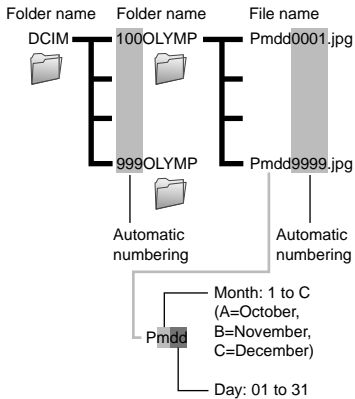 Folder name Folder name File name
DCIM 100OLYMP Pmdd0001.jpg
999OLYMP Pmdd9999.jpg
Automatic numbering
Automatic numbering
Month: 1 to C
(A=October,
B=November,
C=December)
Pmdd
Day: 01 to 31